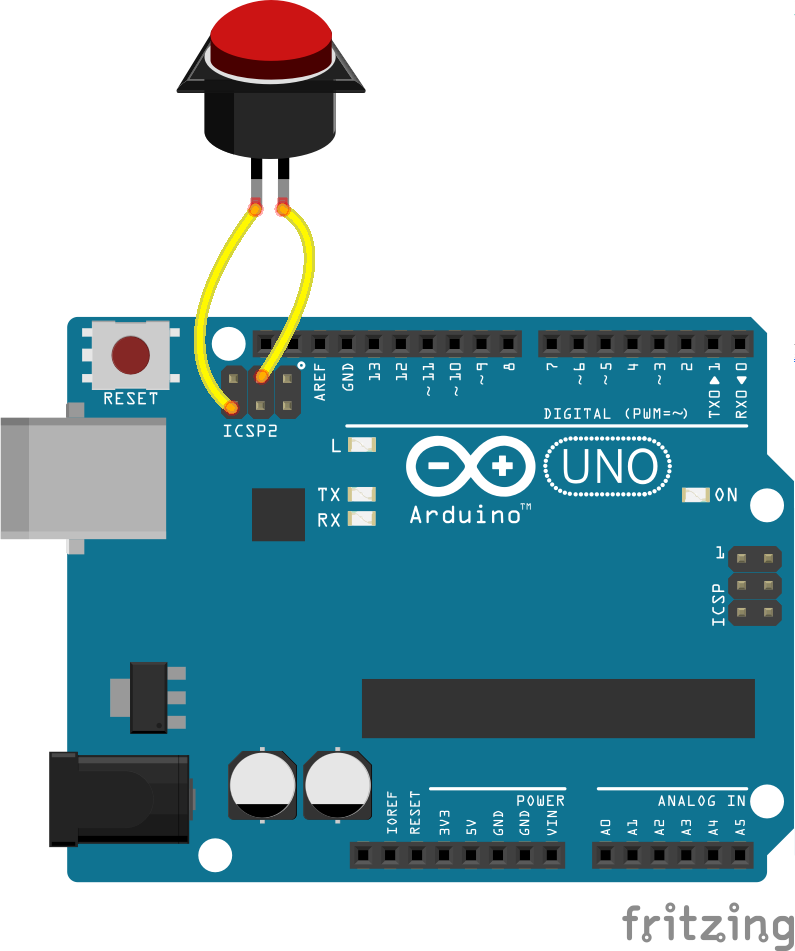 RESET
ICSP2
AREF
GND
13
12
~11
~10
~9
8
7
~6
~5
4
~3
2
TX0▶1
RX0◀0
DIGITAL (PWM=~)
L
TX
RX
UNO
Arduino™
ON
1
ICSP
IOREF
RESET
3V3
5V
GND
GND
VIN
POWER
A0
A1
A2
A3
A4
A5
ANALOG IN
fritzing